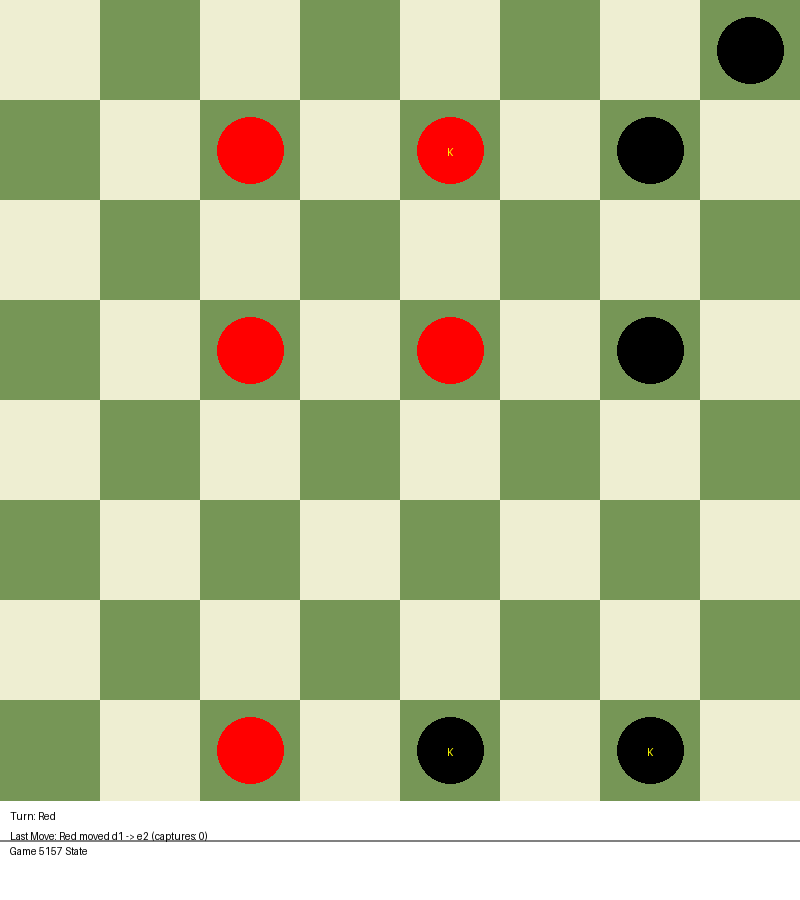 K
K K
Turn: Red
Last Move: Red moved d1 -> e2 (captures: 0)
Game 5157 State